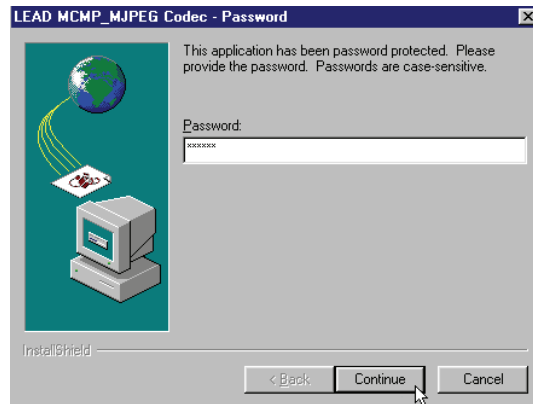 LEAD MCMP_MJPEG Codec - Password
This application has been password protected. Please
provide the password. Passwords are case-sensitive.
Password:
xxxxxx
InstallShield
< Back
Continue
Cancel